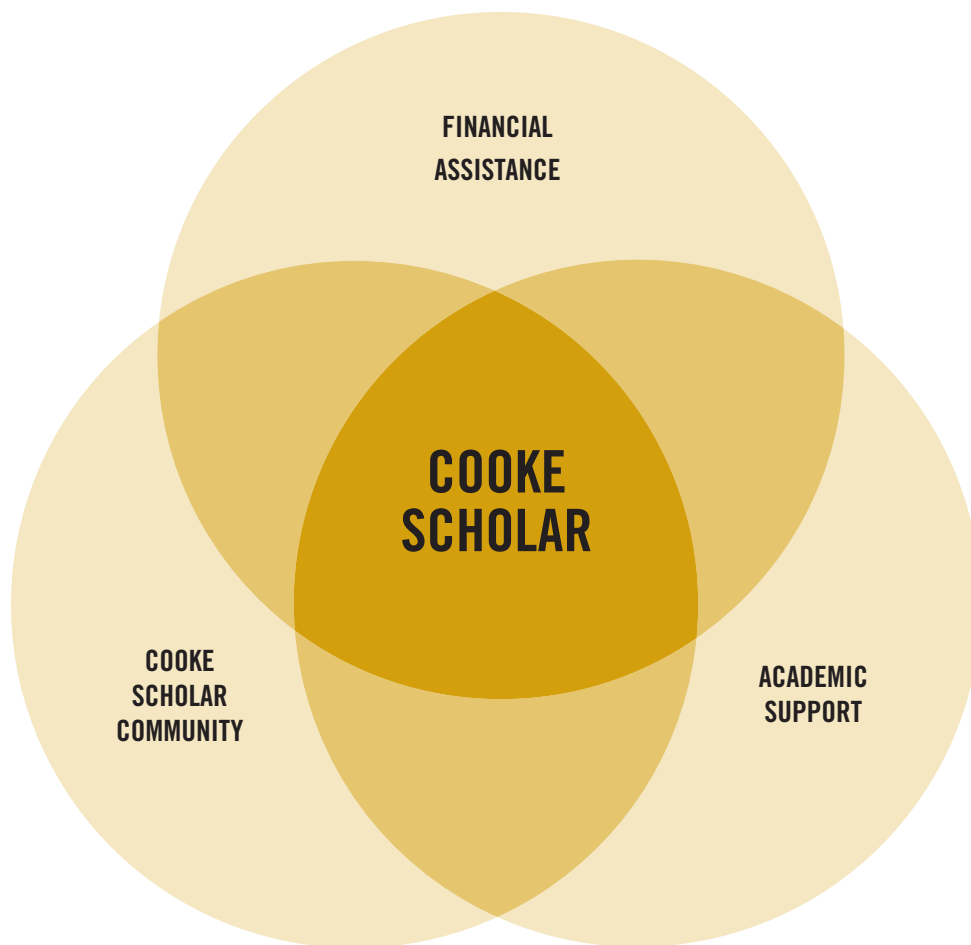 FINANCIAL
ASSISTANCE
COOKE
SCHOLAR
COOKE
SCHOLAR
COMMUNITY
ACADEMIC
SUPPORT